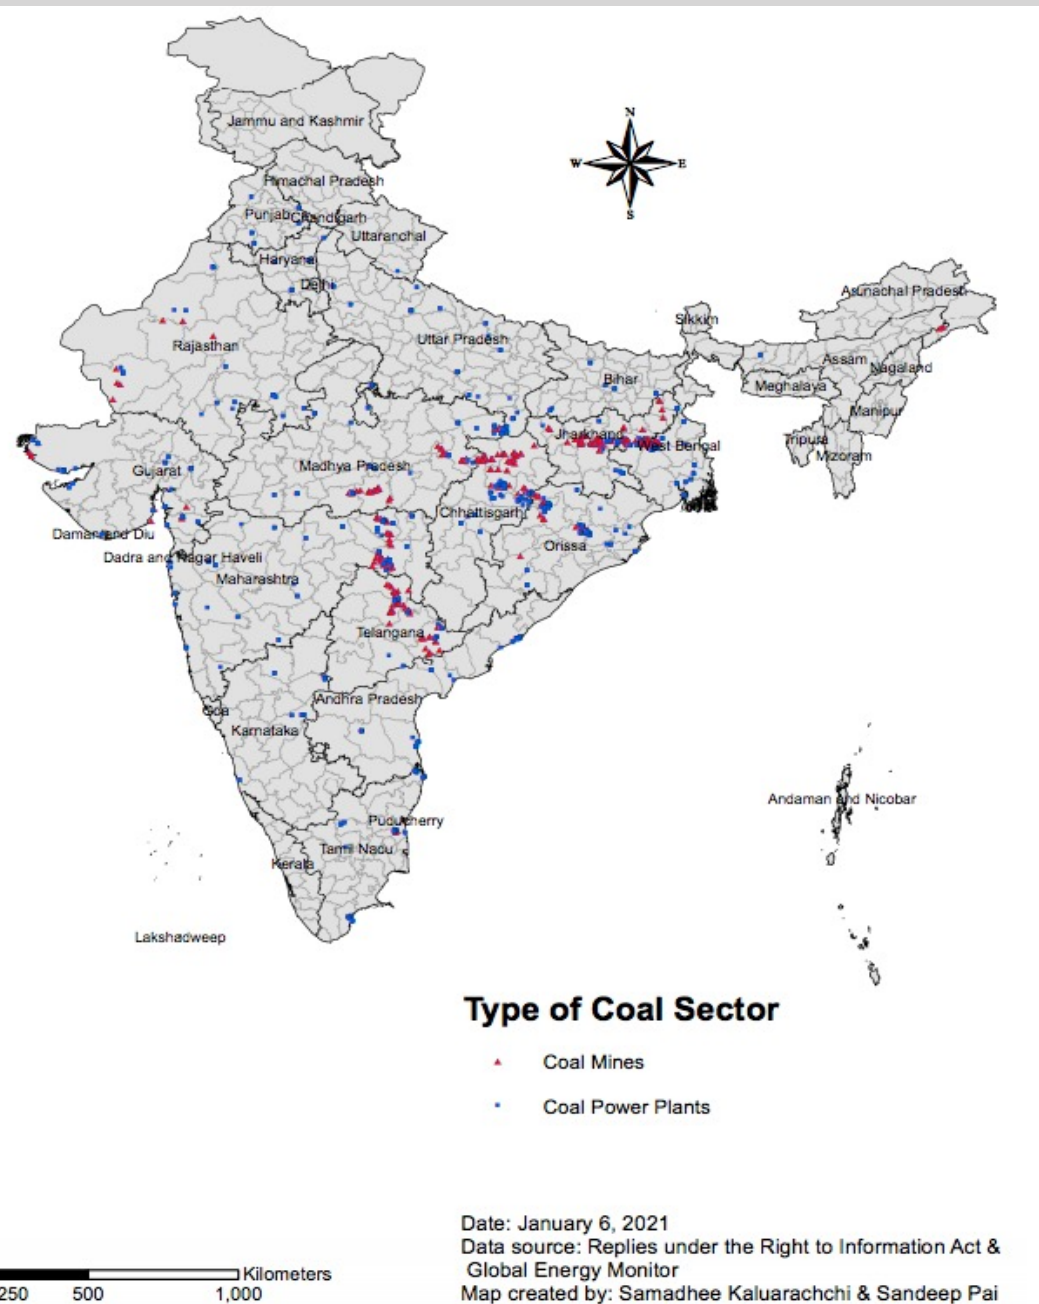 N
W E
S
Jammu and Kashmir
Himachal Pradesh
Punjab
Chandigarh
Uttaranchal
Haryana
Delhi
Arunachal Pradesh
Sikkim
Rajasthan
Uttar Pradesh
Assam
Nagaland
Bihar
Meghalaya
Manipur
Jharkhand
West Bengal
Tripura
Mizoram
Gujarat
Madhya Pradesh
Chhattisgarh
Daman and Diu
Orissa
Dadra and Nagar Haveli
Maharashtra
Telangana
Andhra Pradesh
Goa
Karnataka
Andaman and Nicobar
Puducherry
Tamil Nadu
Kerala
Lakshadweep
Type of Coal Sector
Coal Mines
Coal Power Plants
Date: January 6, 2021
Data source: Replies under the Right to Information Act &
Global Energy Monitor
Map created by: Samadhee Kaluarachchi & Sandeep Pai
Kilometers
250 500 1,000